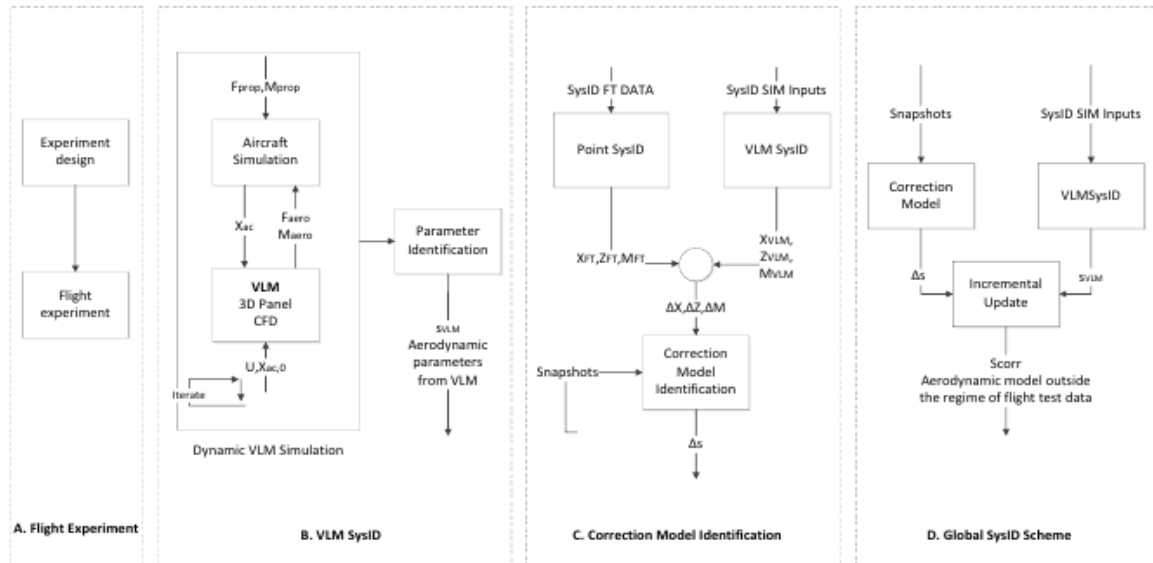 Experiment
design
Flight
experiment
A. Flight Experiment
Fprop,Mprop
Aircraft
Simulation
Xac
Faero
Maero
VLM
3D Panel
CFD
U,Xac,0
Iterate
Dynamic VLM Simulation
Parameter
Identification
SVLM
Aerodynamic
parameters
from VLM
B. VLM SysID
SysID FT DATA
SysID SIM Inputs
Point SysID
VLM SysID
XFT,ZFT,MFT
XVLM,
ZVLM,
MVLM
ΔX,ΔZ,ΔM
Snapshots
Correction
Model
Identification
Δs
C. Correction Model Identification
Snapshots
SysID SIM Inputs
Correction
Model
VLMSysID
Δs
SVLM
Incremental
Update
Scorr
Aerodynamic model outside
the regime of flight test data
D. Global SysID Scheme